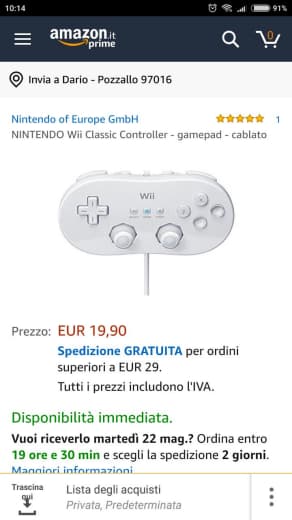 10:14
91%
amazon.it
prime
0
Invia a Dario - Pozzallo 97016
Nintendo of Europe GmbH
1
NINTENDO Wii Classic Controller - gamepad - cablato
Wii
Prezzo: EUR 19,90
Spedizione GRATUITA per ordini
superiori a EUR 29.
Tutti i prezzi includono l'IVA.
Disponibilità immediata.
Vuoi riceverlo martedì 22 mag.? Ordina entro
19 ore e 30 min e scegli la spedizione 2 giorni.
Maggiori informazioni
Trascina
qui
Lista degli acquisti
Privata, Predeterminata